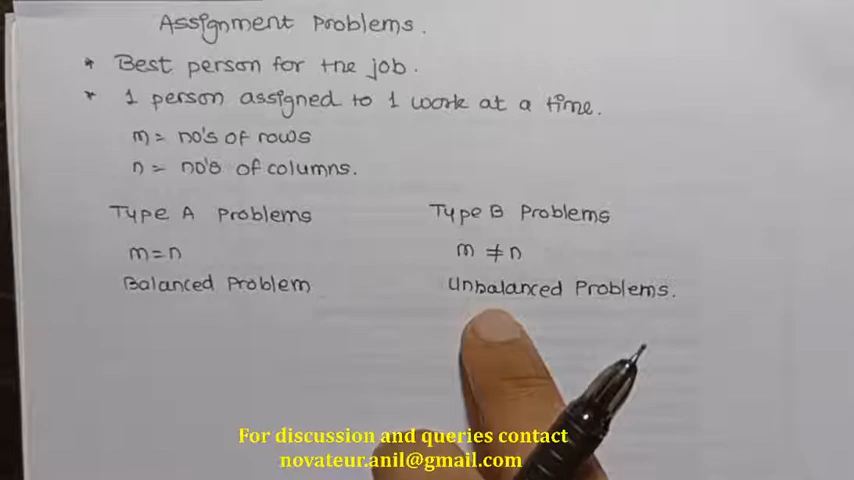 Assignment Problems.
* Best person for the job.
* 1 person assigned to 1 work at a time.
m = no's of rows
n = no's of columns.
Type A Problems
m=n
Balanced Problem
Type B Problems
m ≠ n
Unbalanced Problems.
For discussion and queries contact
novateur.anil@gmail.com